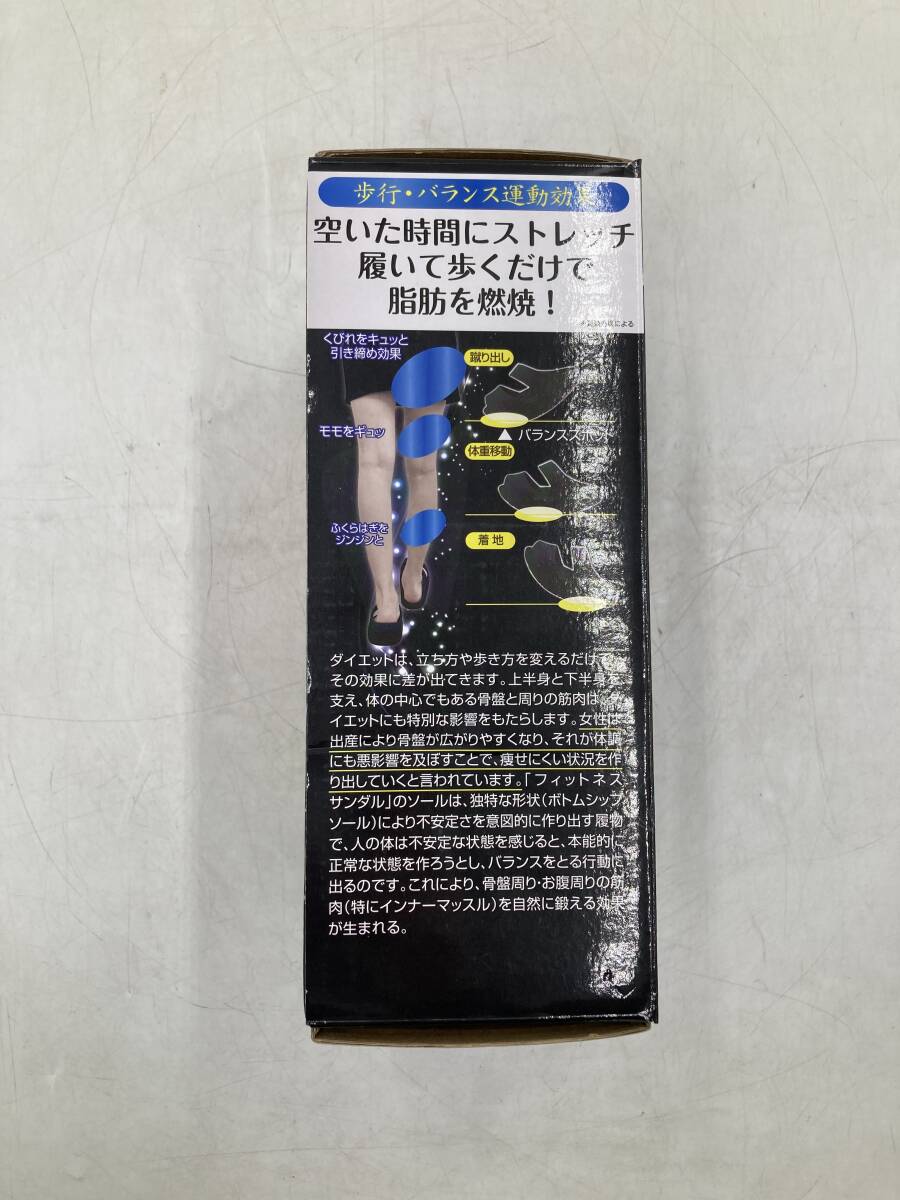 歩行・バランス運動効果
空いた時間にストレッチ
履いて歩くだけで
脂肪を燃焼！
による
くびれをキュッと
引き締め効果
蹴り出し
モモをギュッ
▲ バランススポット
体重移動
ふくらはぎを
ジンジンと
着地
ダイエットは、立ち方や歩き方を変えるだけで、
その効果に差が出てきます。上半身と下半身を
支え、体の中心でもある骨盤と周りの筋肉は、ダ
イエットにも特別な影響をもたらします。女性は
出産により骨盤が広がりやすくなり、それが体調
にも悪影響を及ぼすことで、痩せにくい状況を作
り出していくと言われています。「フィットネス
サンダル」のソールは、独特な形状（ボトムシップ
ソール）により不安定さを意図的に作り出す履物
で、人の体は不安定な状態を感じると、本能的に
正常な状態を作ろうとし、バランスをとる行動に
出るのです。これにより、骨盤周り・お腹周りの筋
肉（特にインナーマッスル）を自然に鍛える効果
が生まれる。